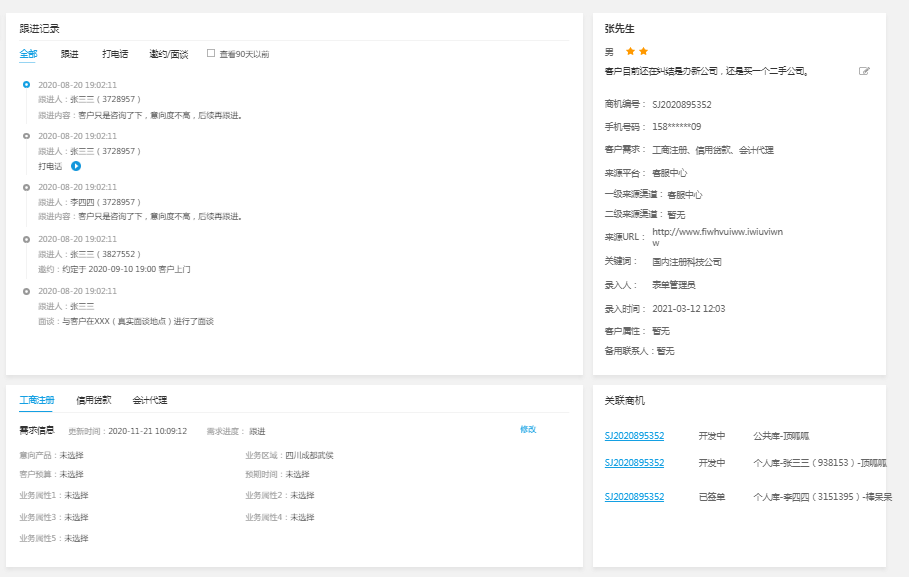 跟进记录
全部 跟进 打电话 邀约/面谈 查看90天以前
2020-08-20 19:02:11
跟进人：张三三（3728957）
跟进内容：客户只是咨询了下，意向度不高，后续再跟进。
2020-08-20 19:02:11
跟进人：张三三（3728957）
打电话
2020-08-20 19:02:11
跟进人：李四四（3728957）
跟进内容：客户只是咨询了下，意向度不高，后续再跟进。
2020-08-20 19:02:11
跟进人：张三三（3827552）
邀约：约定于 2020-09-10 19:00 客户上门
2020-08-20 19:02:11
跟进人：张三三
面谈：与客户在XXX（真实面谈地点）进行了面谈
张先生
男
客户目前还在纠结是办新公司，还是买一个二手公司。
商机编号： SJ2020895352
手机号码： 158******09
客户需求： 工商注册、信用贷款、会计代理
来源平台： 客服中心
一级来源渠道： 客服中心
二级来源渠道： 暂无
来源URL： http://www.fiwhvuiww.iwiuviwn
w
关键词： 国内注册科技公司
录入人： 表单管理员
录入时间： 2021-03-12 12:03
客户属性： 暂无
备用联系人：暂无
工商注册 信用贷款 会计代理
需求信息 更新时间：2020-11-21 10:09:12 需求进度： 跟进 修改
意向产品：未选择 业务区域：四川成都武侯
客户预算：未选择 预期时间：未选择
业务属性1：未选择 业务属性2：未选择
业务属性3：未选择 业务属性4：未选择
业务属性5：未选择
关联商机
SJ2020895352 开发中 公共库-顶呱呱
SJ2020895352 开发中 个人库-张三三（938153）-顶呱呱
SJ2020895352 已签单 个人库-李四四（3151395）-棒呆呆